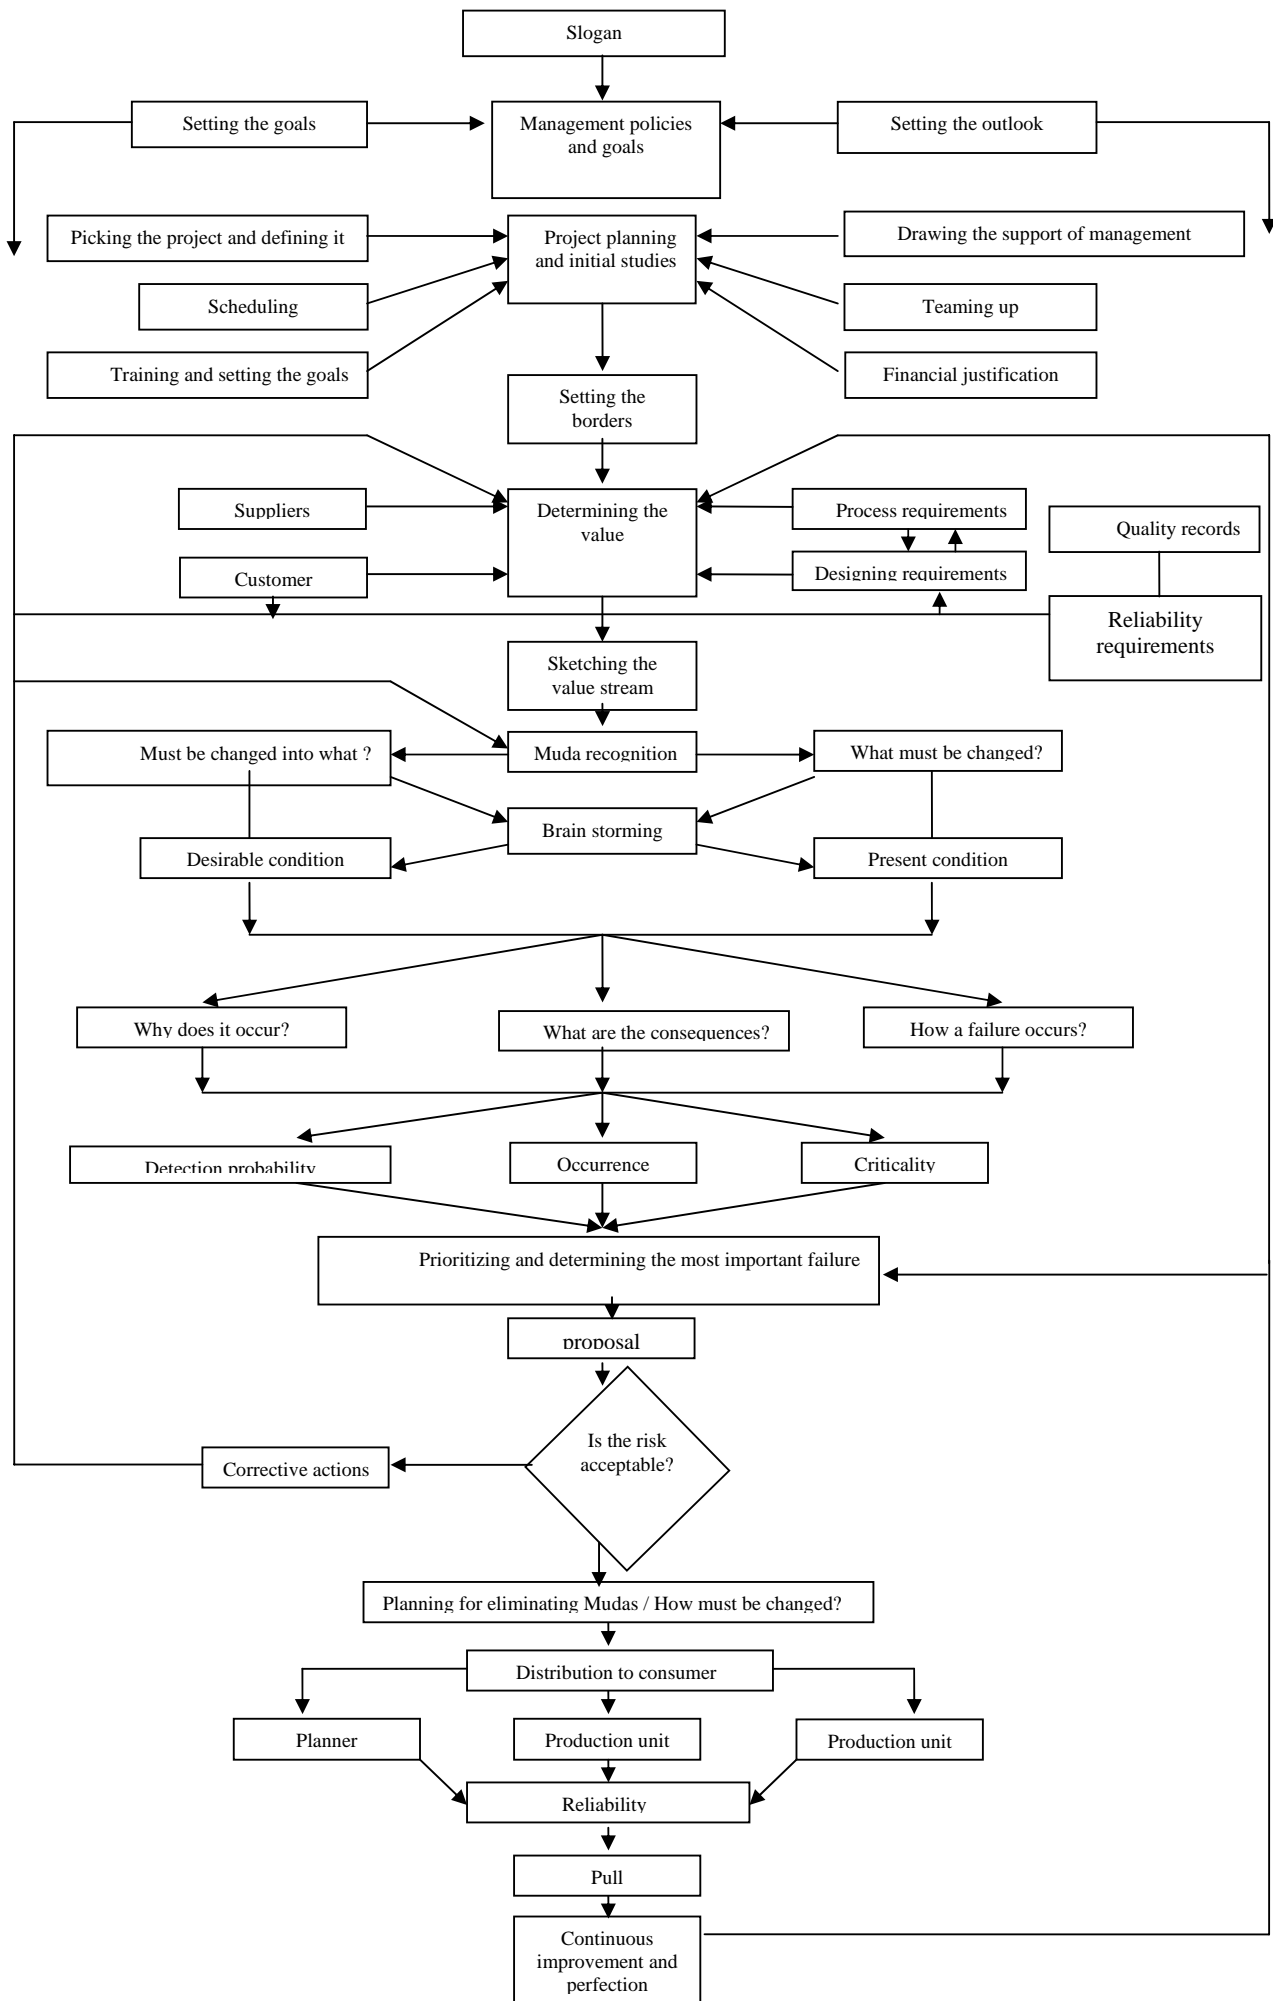 Slogan
Setting the goals
Management policies
and goals
Setting the outlook
Picking the project and defining it
Project planning
and initial studies
Drawing the support of management
Scheduling
Teaming up
Training and setting the goals
Financial justification
Setting the
borders
Suppliers
Determining the
value
Process requirements
Quality records
Customer
Designing requirements
Reliability
requirements
Sketching the
value stream
Must be changed into what ?
Muda recognition
What must be changed?
Brain storming
Desirable condition
Present condition
Why does it occur?
What are the consequences?
How a failure occurs?
Detection probability
Occurrence
Criticality
Prioritizing and determining the most important failure
proposal
Is the risk
acceptable?
Corrective actions
Planning for eliminating Mudas / How must be changed?
Distribution to consumer
Planner
Production unit
Production unit
Reliability
Pull
Continuous
improvement and
perfection